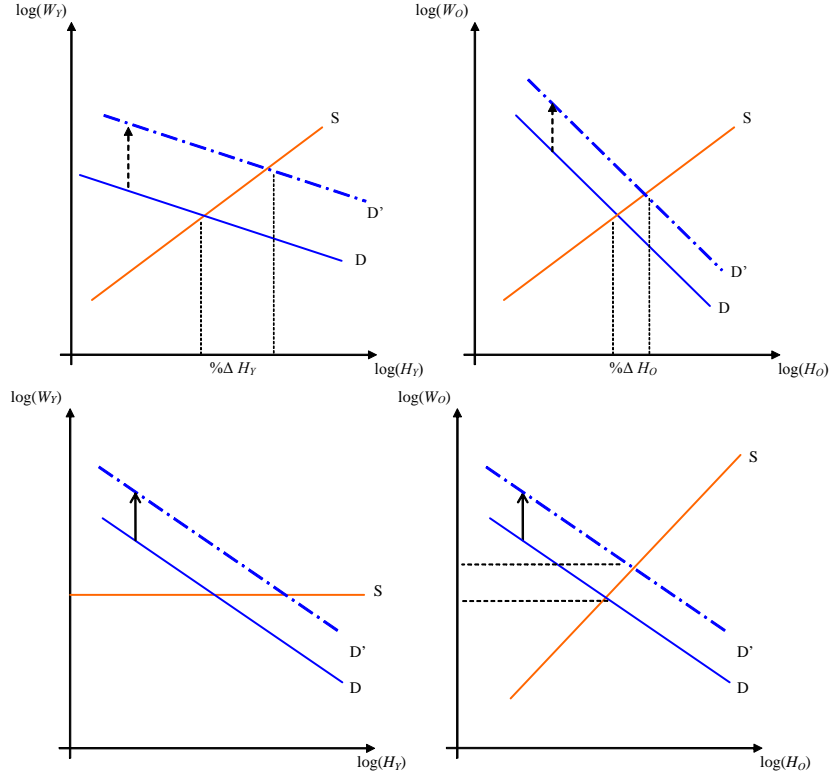 log(W_Y)
S
D’
D
%Δ H_Y
log(H_Y)
log(W_O)
S
D’
D
%Δ H_O
log(H_O)
log(W_Y)
S
D’
D
log(H_Y)
log(W_O)
S
D’
D
log(H_O)